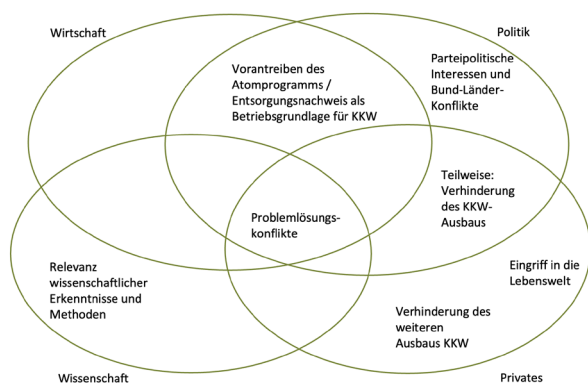 Wirtschaft
Politik
Vorantreiben des
Atomprogramms /
Entsorgungsnachweis als
Betriebsgrundlage für KKW
Parteipolitische
Interessen und
Bund-Länder-
Konflikte
Teilweise:
Verhinderung
des KKW-
Ausbaus
Problemlösungs-
konflikte
Relevanz
wissenschaftlicher
Erkenntnisse und
Methoden
Eingriff in die
Lebenswelt
Verhinderung des
weiteren
Ausbaus KKW
Wissenschaft
Privates